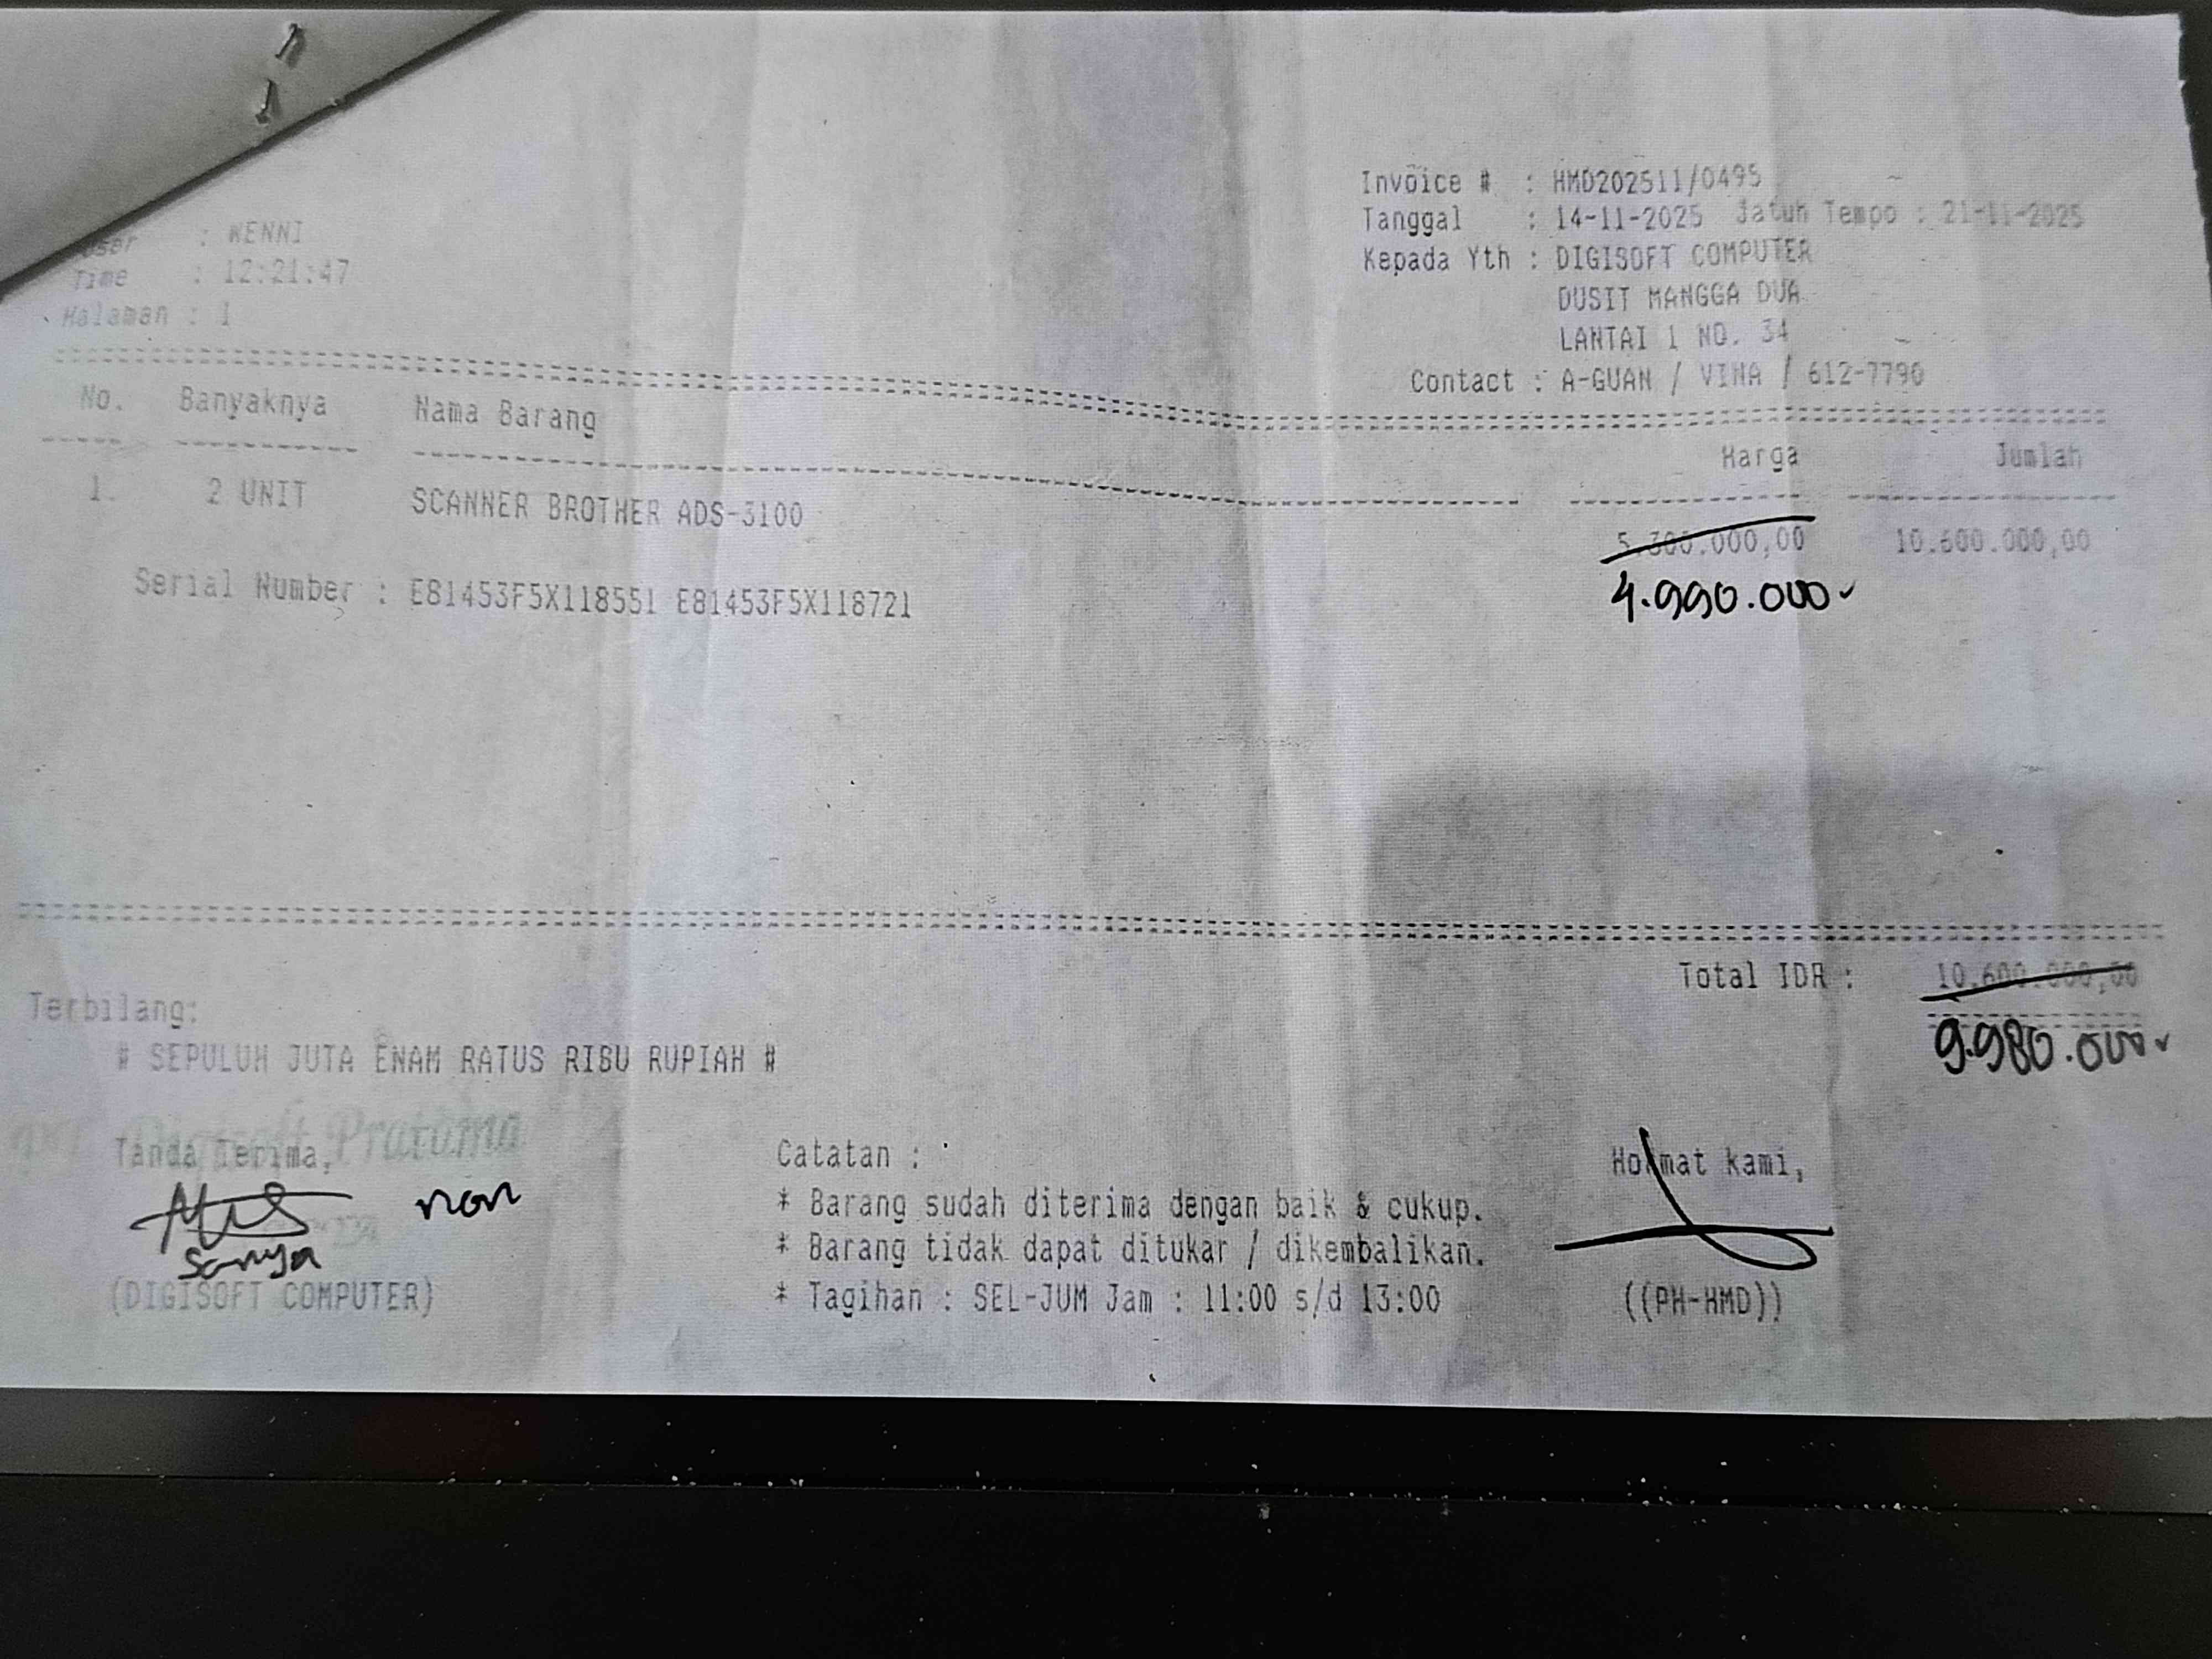 User : WENNI
Time : 12:21:47
Halaman : 1
Invoice # : HMD202511/0495
Tanggal : 14-11-2025 Jatuh Tempo : 21-11-2025
Kepada Yth : DIGISOFT COMPUTER
DUSIT MANGGA DUA
LANTAI 1 NO. 34
Contact : A-GUAN / VINA / 612-7790
No. Banyaknya Nama Barang Harga Jumlah
1. 2 UNIT SCANNER BROTHER ADS-3100 5.300.000,00 10.600.000,00
4.990.000
Serial Number : E81453F5X118551 E81453F5X118721
Total IDR : 10.600.000,00
9.980.000
Terbilang:
# SEPULUH JUTA ENAM RATUS RIBU RUPIAH #
Digisoft Pratama
Tanda Terima,
non
Sanya
(DIGISOFT COMPUTER)
Catatan :
* Barang sudah diterima dengan baik & cukup.
* Barang tidak dapat ditukar / dikembalikan.
* Tagihan : SEL-JUM Jam : 11:00 s/d 13:00
Hormat kami,
((PH-HMD))